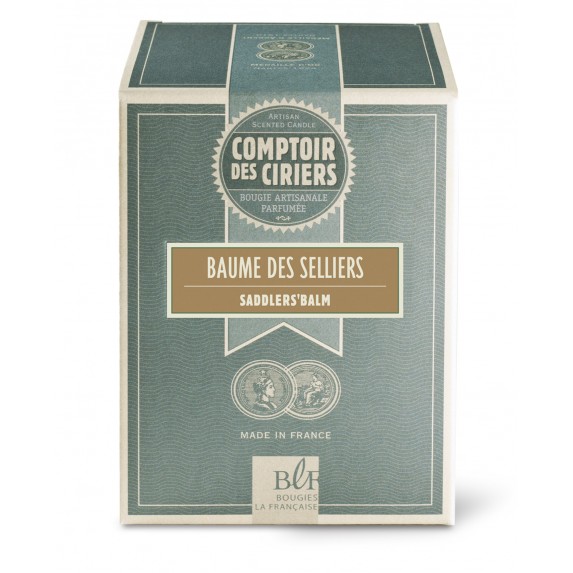 ARTISAN
SCENTED CANDLE
COMPTOIR
DES CIRIERS
BOUGIE ARTISANALE
PARFUMÉE
BAUME DES SELLIERS
SADDLERS'BALM
MADE IN FRANCE
BLF
BOUGIES
LA FRANÇAISE